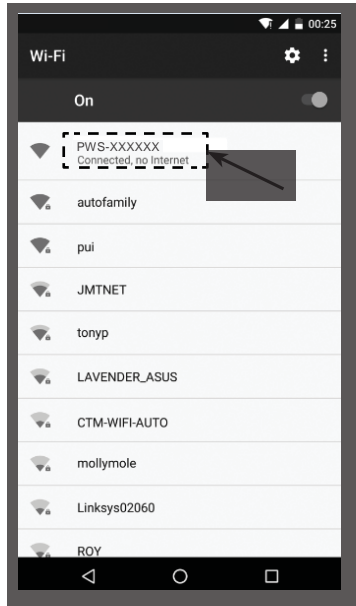 00:25
Wi-Fi
On
PWS-XXXXXX
Connected, no Internet
autofamily
pui
JMTNET
tonyp
LAVENDER_ASUS
CTM-WIFI-AUTO
mollymole
Linksys02060
ROY